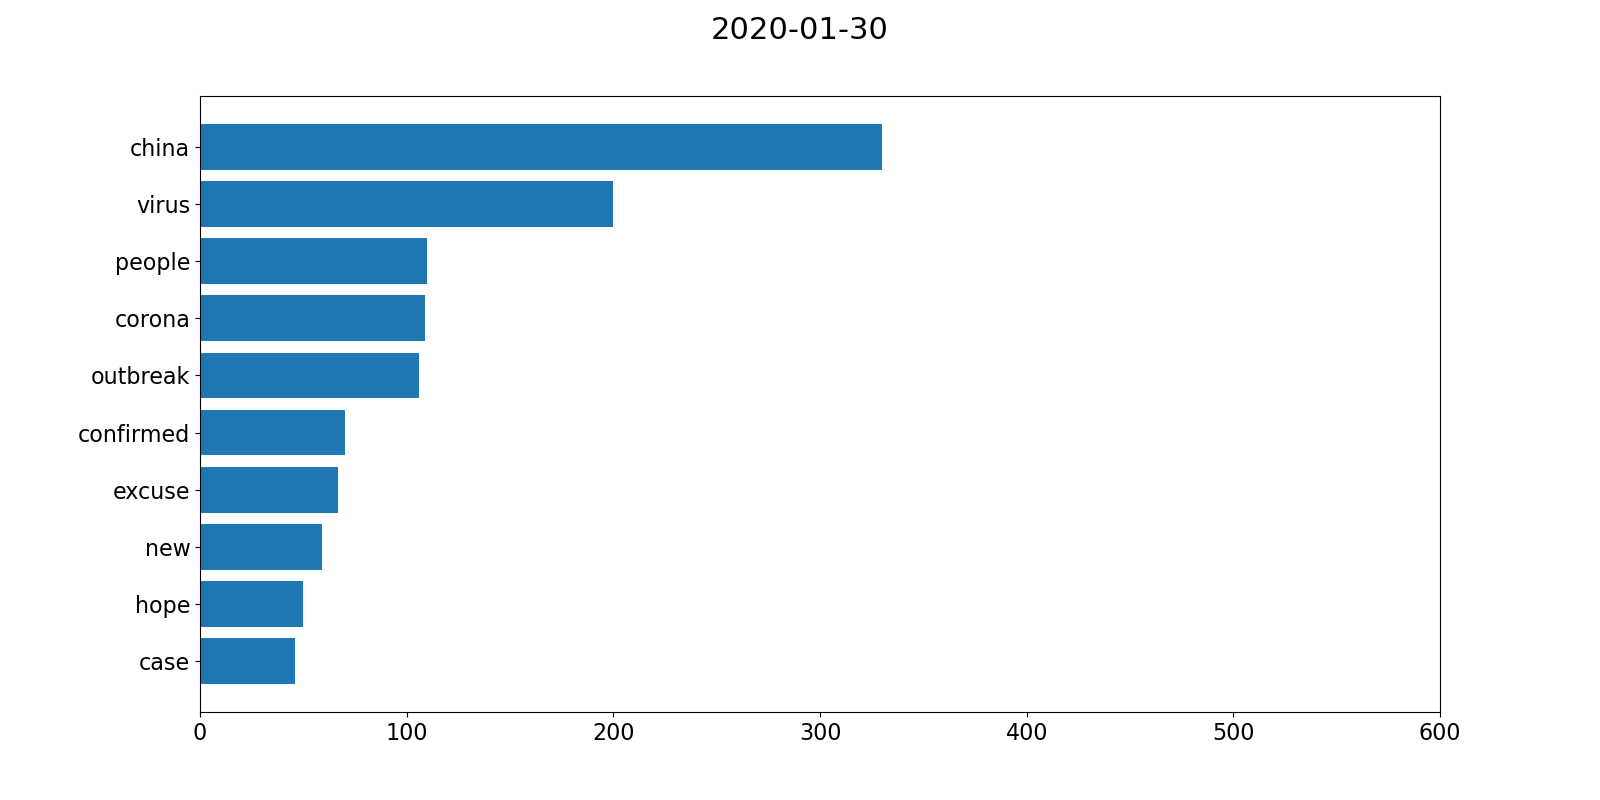 2020-01-30
china
virus
people
corona
outbreak
confirmed
excuse
new
hope
case
0 100 200 300 400 500 600